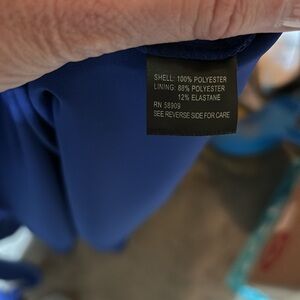 SHELL: 100% POLYESTER
LINING: 88% POLYESTER
12% ELASTANE
RN 58909
SEE REVERSE SIDE FOR CARE